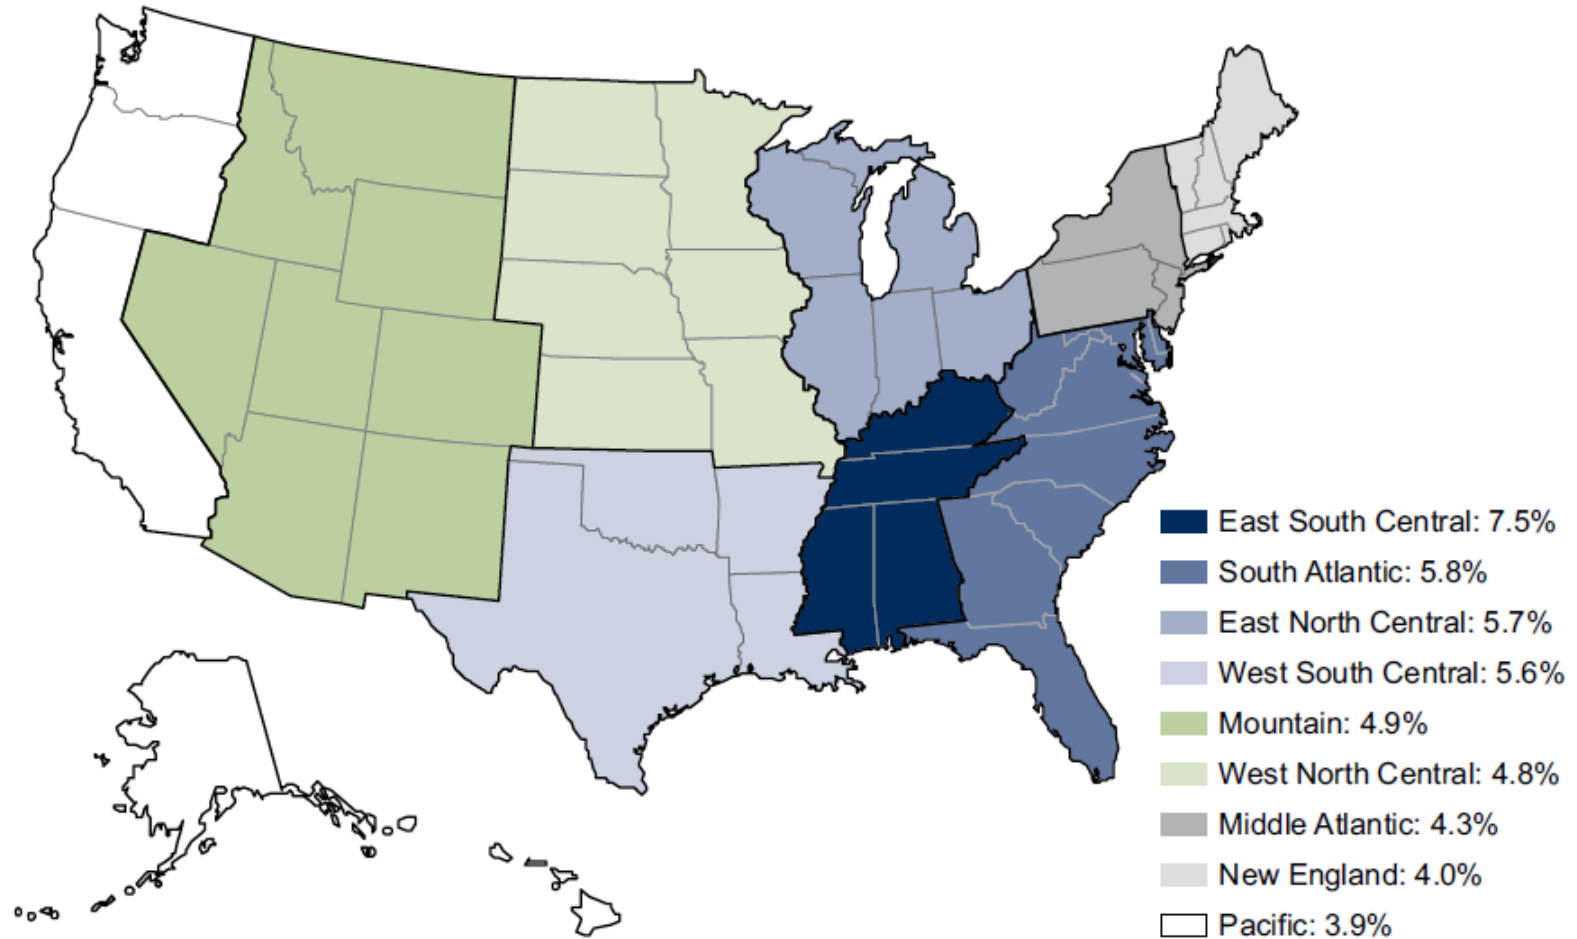 East South Central: 7.5%
South Atlantic: 5.8%
East North Central: 5.7%
West South Central: 5.6%
Mountain: 4.9%
West North Central: 4.8%
Middle Atlantic: 4.3%
New England: 4.0%
Pacific: 3.9%